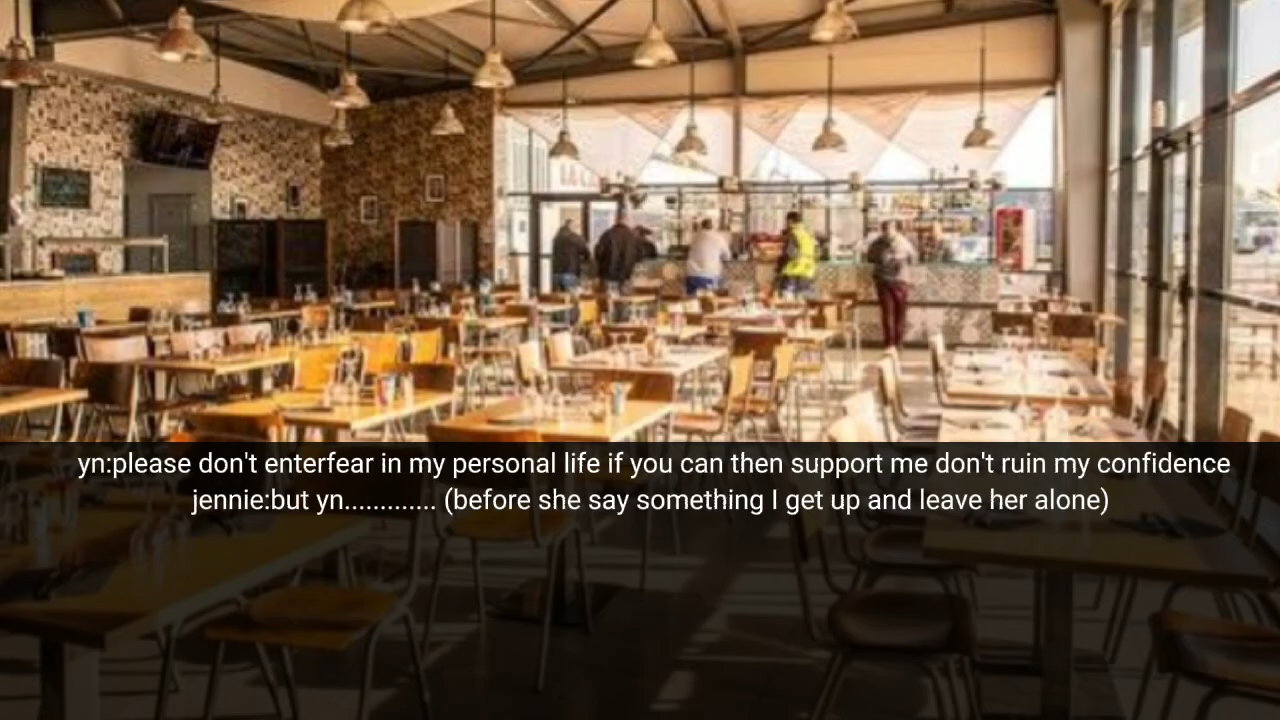 yn:please don't enterfear in my personal life if you can then support me don't ruin my confidence
jennie:but yn............. (before she say something I get up and leave her alone)